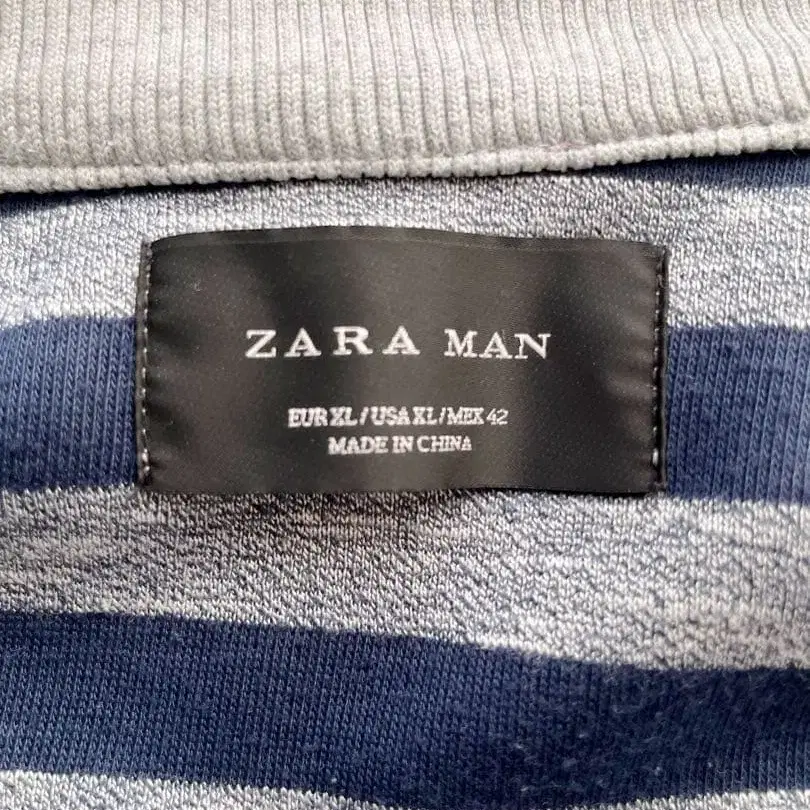 ZARA MAN
EUR XL / USA XL / MEX 42
MADE IN CHINA